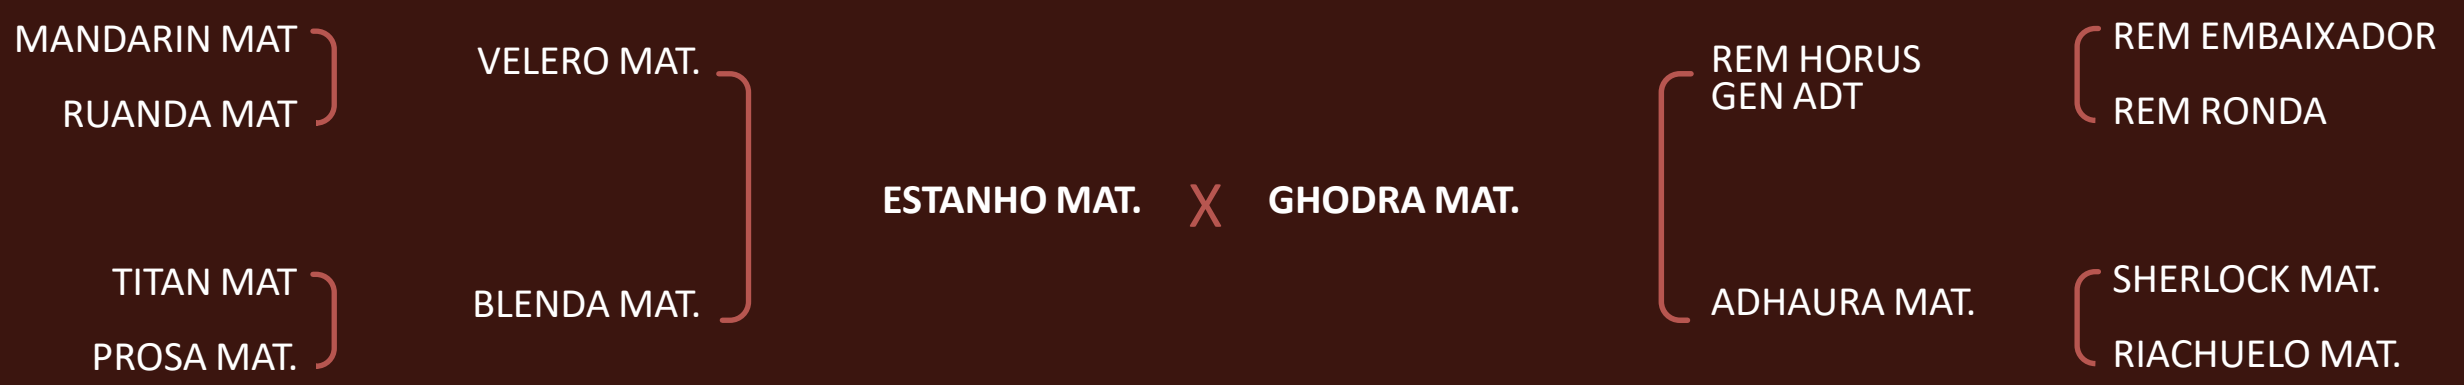 MANDARIN MAT
RUANDA MAT
TITAN MAT
PROSA MAT.
VELERO MAT.
BLENDA MAT.
ESTANHO MAT. X GHODRA MAT.
REM HORUS
GEN ADT
ADHAURA MAT.
REM EMBAIXADOR
REM RONDA
SHERLOCK MAT.
RIACHUELO MAT.